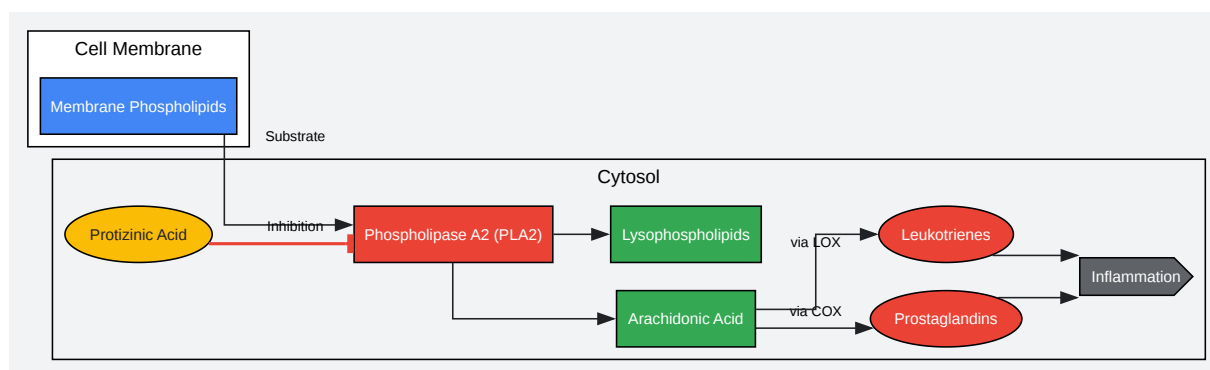 Cell Membrane
Membrane Phospholipids
Substrate
Cytosol
Protizinic Acid
Inhibition
Phospholipase A2 (PLA2)
Lysophospholipids
Arachidonic Acid
via LOX
via COX
Leukotrienes
Prostaglandins
Inflammation